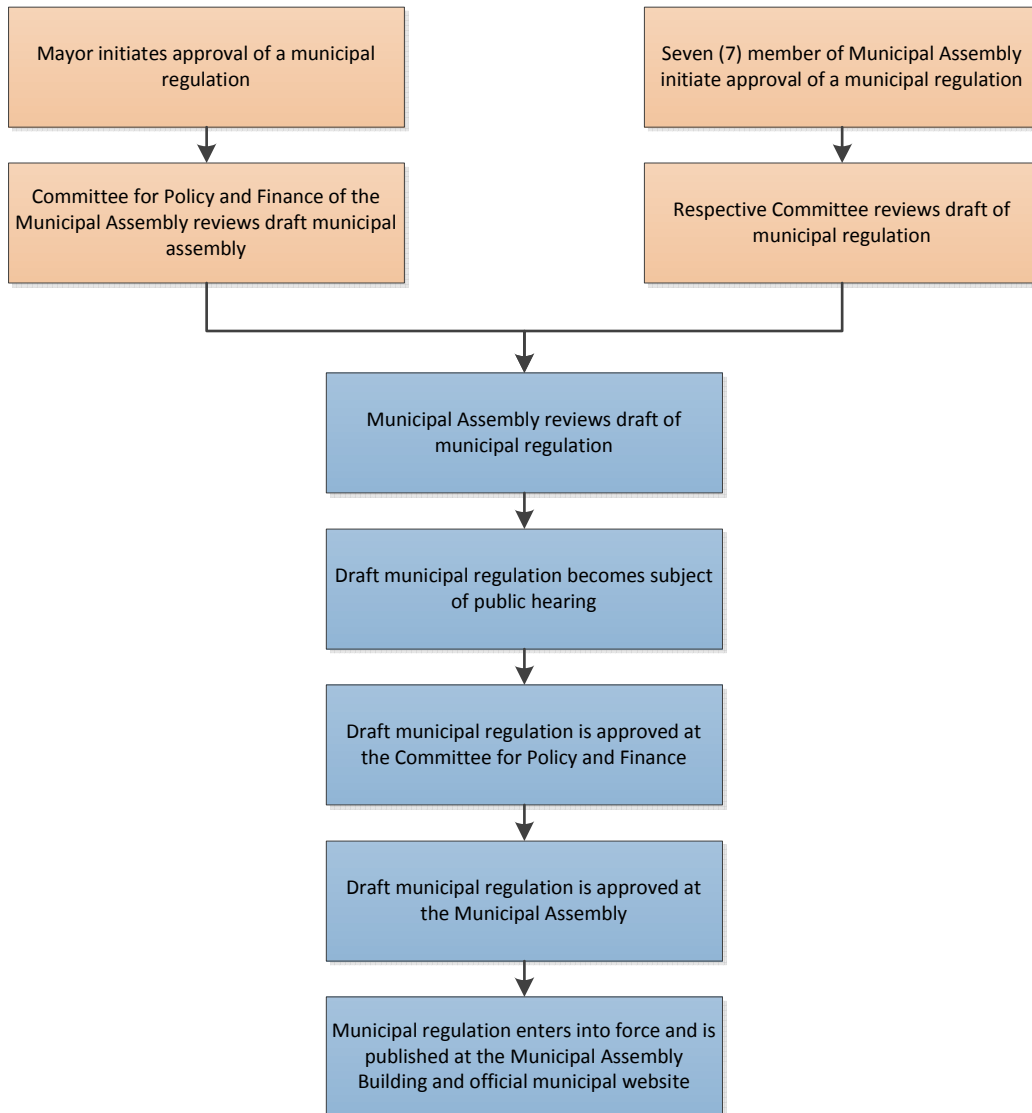 Mayor initiates approval of a municipal
regulation
Seven (7) member of Municipal Assembly
initiate approval of a municipal regulation
Committee for Policy and Finance of the
Municipal Assembly reviews draft municipal
assembly
Respective Committee reviews draft of
municipal regulation
Municipal Assembly reviews draft of
municipal regulation
Draft municipal regulation becomes subject
of public hearing
Draft municipal regulation is approved at
the Committee for Policy and Finance
Draft municipal regulation is approved at
the Municipal Assembly
Municipal regulation enters into force and is
published at the Municipal Assembly
Building and official municipal website